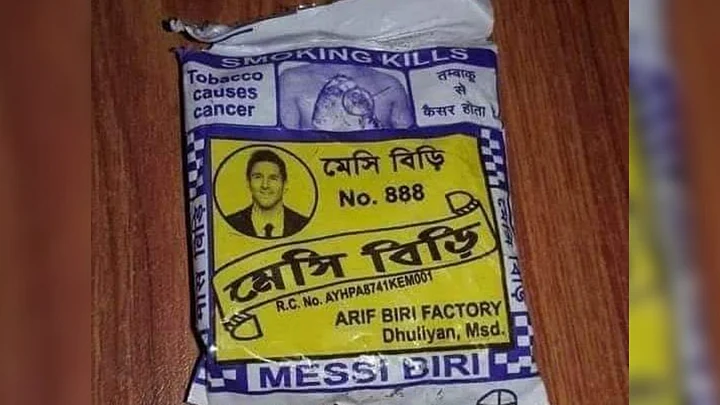 SMOKING KILLS
Tobacco
causes
cancer
तम्बाकू
से
कैसर होता
মেসি বিড়ি
No. 888
মেসি বিড়ি
R.C. No. AYHPA8741KEM001
ARIF BIRI FACTORY
Dhuliyan, Msd.
MESSI BIRI